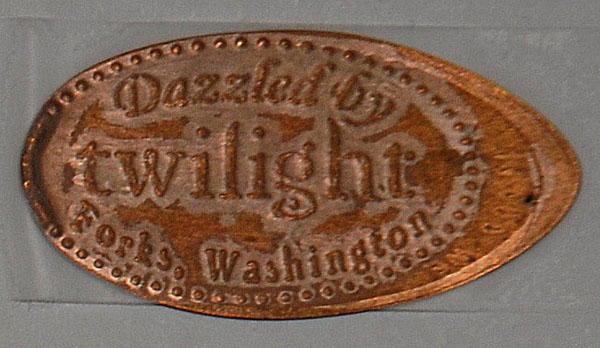 Dazzled by
twilight
Forks, Washington